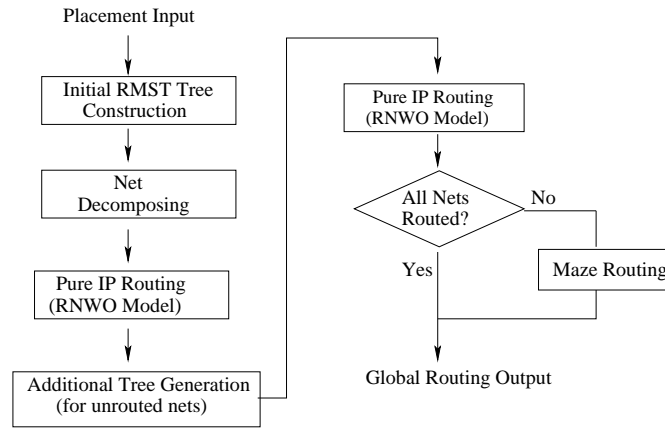 Placement Input
Initial RMST Tree
Construction
Net
Decomposing
Pure IP Routing
(RNWO Model)
Additional Tree Generation
(for unrouted nets)
Pure IP Routing
(RNWO Model)
All Nets
Routed?
No
Yes
Maze Routing
Global Routing Output